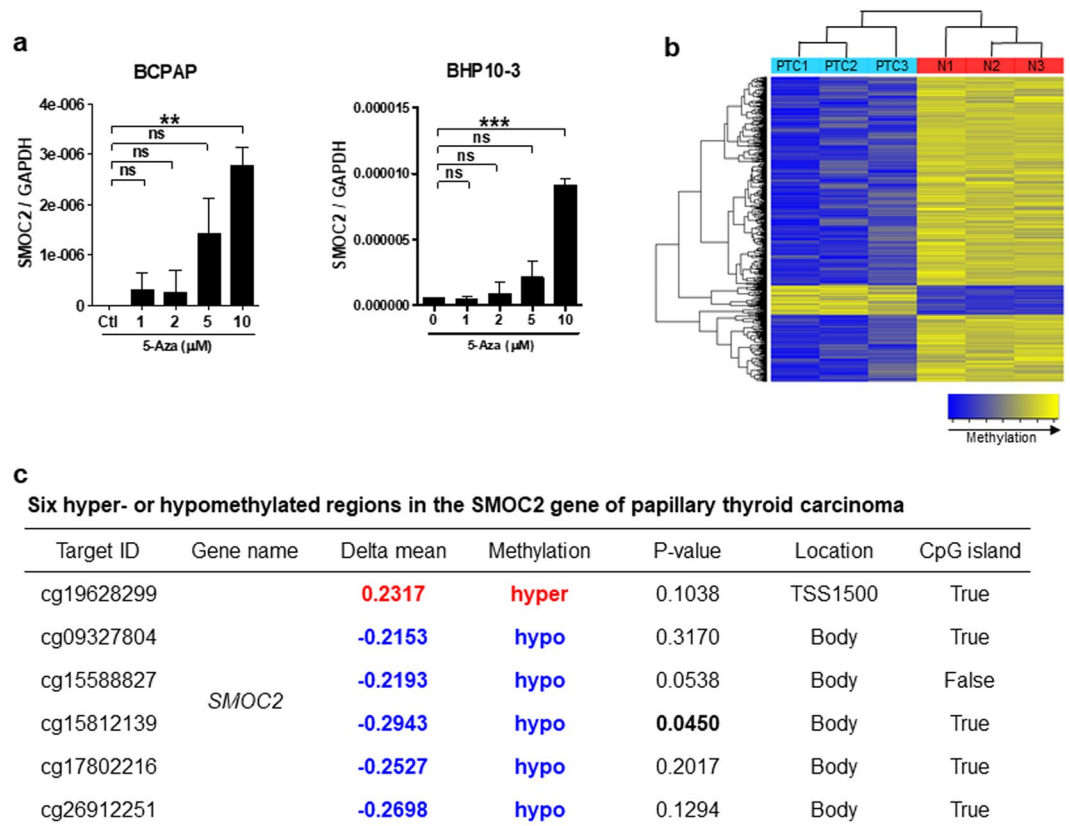 a
BCPAP
SMOC2 / GAPDH
4e-006
3e-006
2e-006
1e-006
0
**
ns
ns
ns
Ctl 1 2 5 10
5-Aza (µM)
BHP10-3
SMOC2 / GAPDH
0.000015
0.000010
0.000005
0.000000
***
ns
ns
ns
0 1 2 5 10
5-Aza (µM)
b
PTC1 PTC2 PTC3 N1 N2 N3
Methylation
c
Six hyper- or hypomethylated regions in the SMOC2 gene of papillary thyroid carcinoma
Target ID Gene name Delta mean Methylation P-value Location CpG island
cg19628299 0.2317 hyper 0.1038 TSS1500 True
cg09327804 -0.2153 hypo 0.3170 Body True
cg15588827 -0.2193 hypo 0.0538 Body False
SMOC2
cg15812139 -0.2943 hypo 0.0450 Body True
cg17802216 -0.2527 hypo 0.2017 Body True
cg26912251 -0.2698 hypo 0.1294 Body True